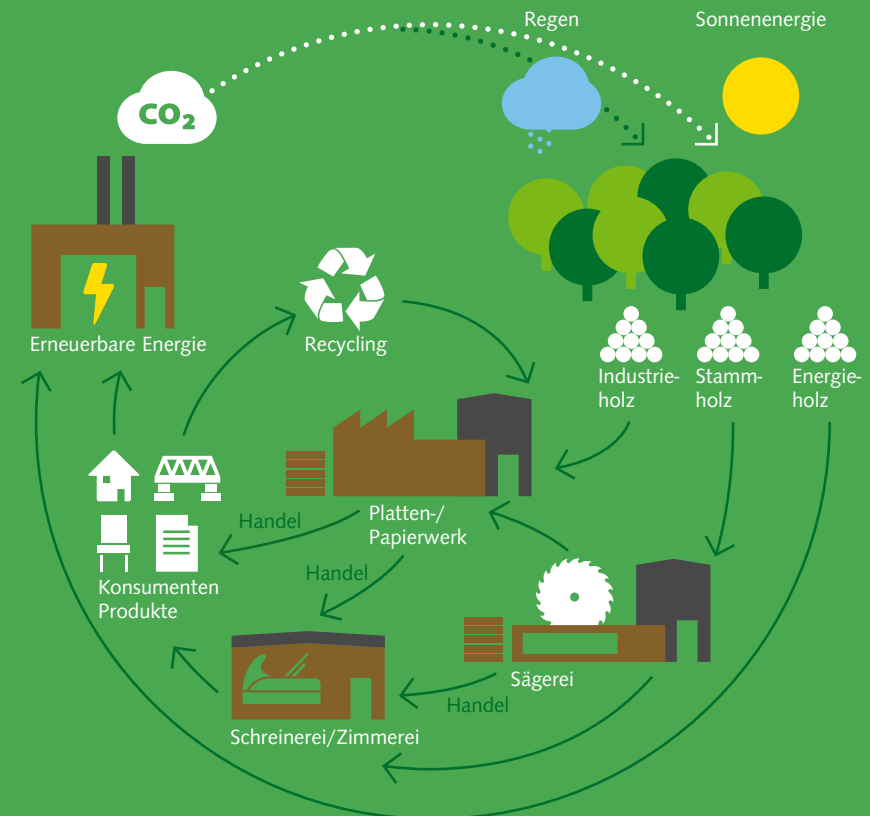 Regen
Sonnenenergie
CO₂
Erneuerbare Energie
Recycling
Industrie-
holz
Stamm-
holz
Energie-
holz
Platten-/
Papierwerk
Handel
Handel
Konsumenten
Produkte
Sägerei
Handel
Schreinerei/Zimmerei